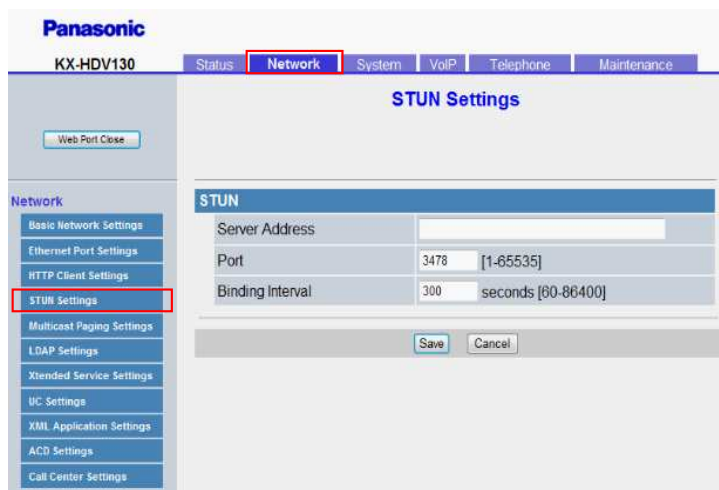 Panasonic
KX-HDV130
Status Network System VoIP Telephone Maintenance
STUN Settings
Web Port Close
Network
Basic Network Settings
Ethernet Port Settings
HTTP Client Settings
STUN Settings
Multicast Paging Settings
LDAP Settings
Xtended Service Settings
UC Settings
XML Application Settings
ACD Settings
Call Center Settings
STUN
Server Address
Port 3478 [1-65535]
Binding Interval 300 seconds [60-86400]
Save Cancel